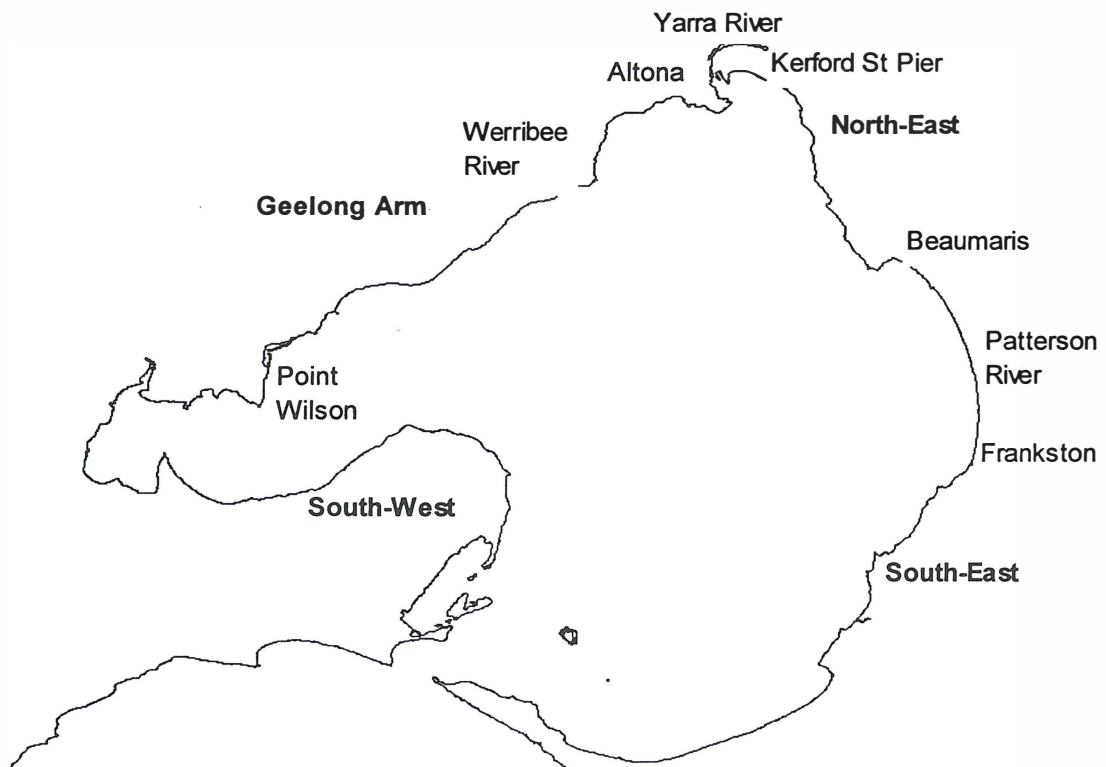 Yarra River
Kerford St Pier
Altona
North-East
Werribee
River
Geelong Arm
Beaumaris
Patterson
River
Point
Wilson
Frankston
South-West
South-East